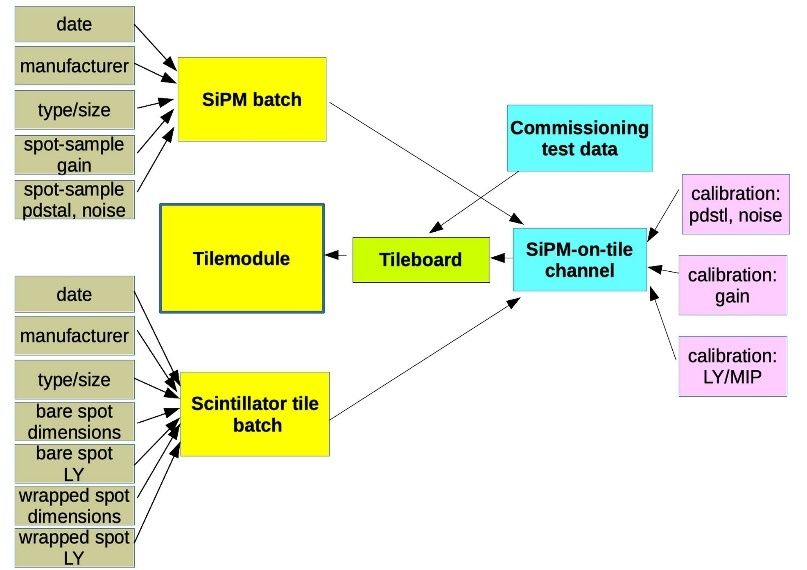 date
manufacturer
type/size
spot-sample
gain
spot-sample
pdstal, noise
SiPM batch
Commissioning
test data
calibration:
pdstl, noise
SiPM-on-tile
channel
Tileboard
Tilemodule
calibration:
gain
calibration:
LY/MIP
date
manufacturer
type/size
bare spot
dimensions
bare spot
LY
wrapped spot
dimensions
wrapped spot
LY
Scintillator tile
batch